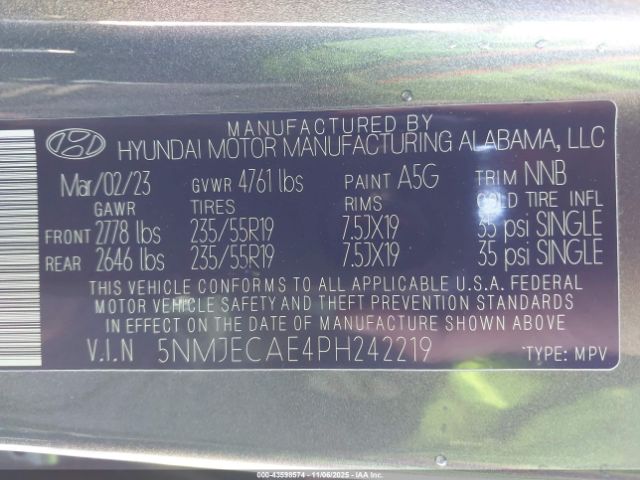 MANUFACTURED BY
HYUNDAI MOTOR MANUFACTURING ALABAMA, LLC
Mar/02/23 GVWR 4761 lbs PAINT A5G TRIM NNB
GAWR TIRES RIMS COLD TIRE INFL
FRONT 2778 lbs 235/55R19 7.5JX19 35 psi SINGLE
REAR 2646 lbs 235/55R19 7.5JX19 35 psi SINGLE
THIS VEHICLE CONFORMS TO ALL APPLICABLE U.S.A. FEDERAL
MOTOR VEHICLE SAFETY AND THEFT PREVENTION STANDARDS
IN EFFECT ON THE DATE OF MANUFACTURE SHOWN ABOVE
V.I.N 5NMJECAE4PH242219 TYPE: MPV
000-43598574 - 11/06/2025 - IAA Inc.